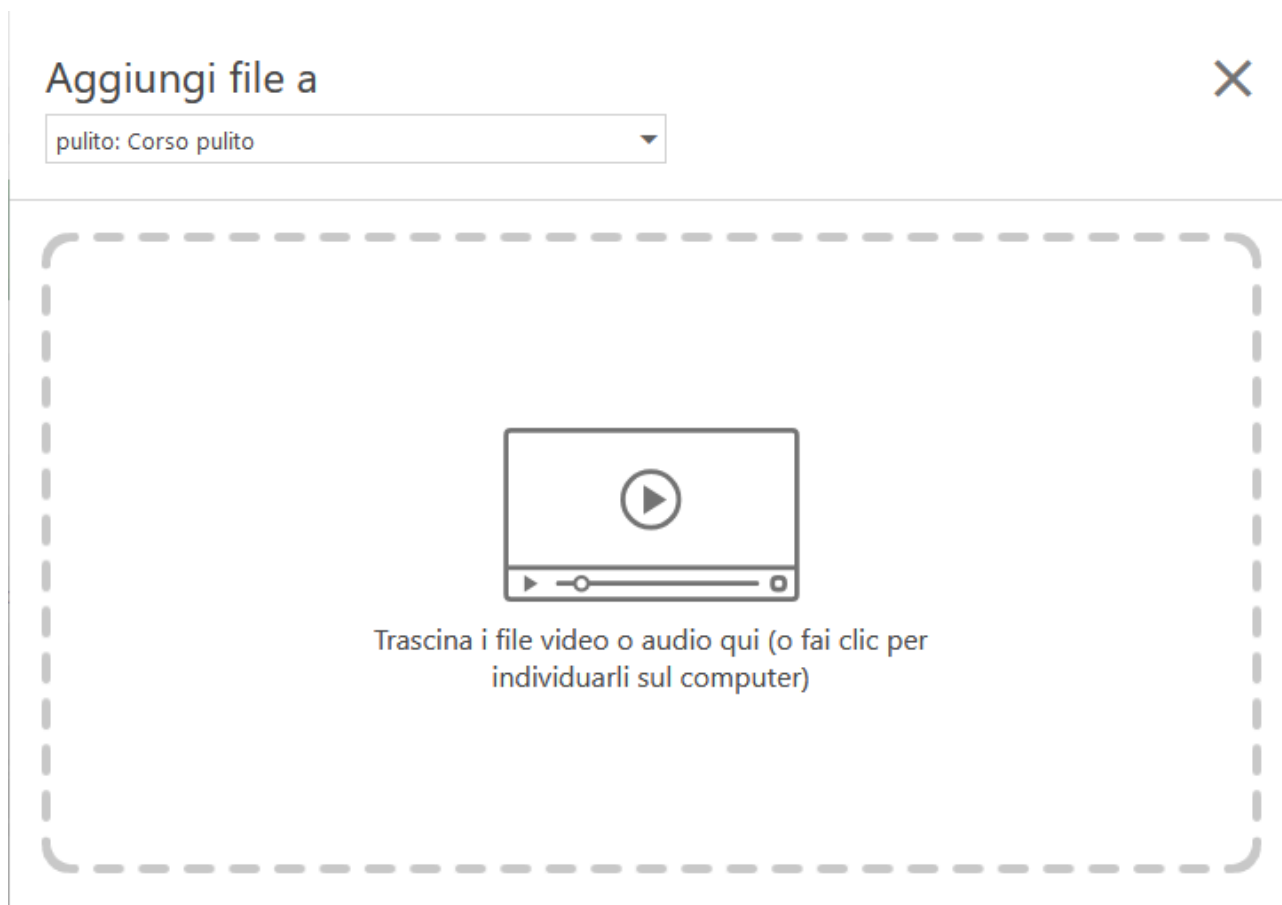 Aggiungi file a
pulito: Corso pulito
Trascina i file video o audio qui (o fai clic per
individuarli sul computer)